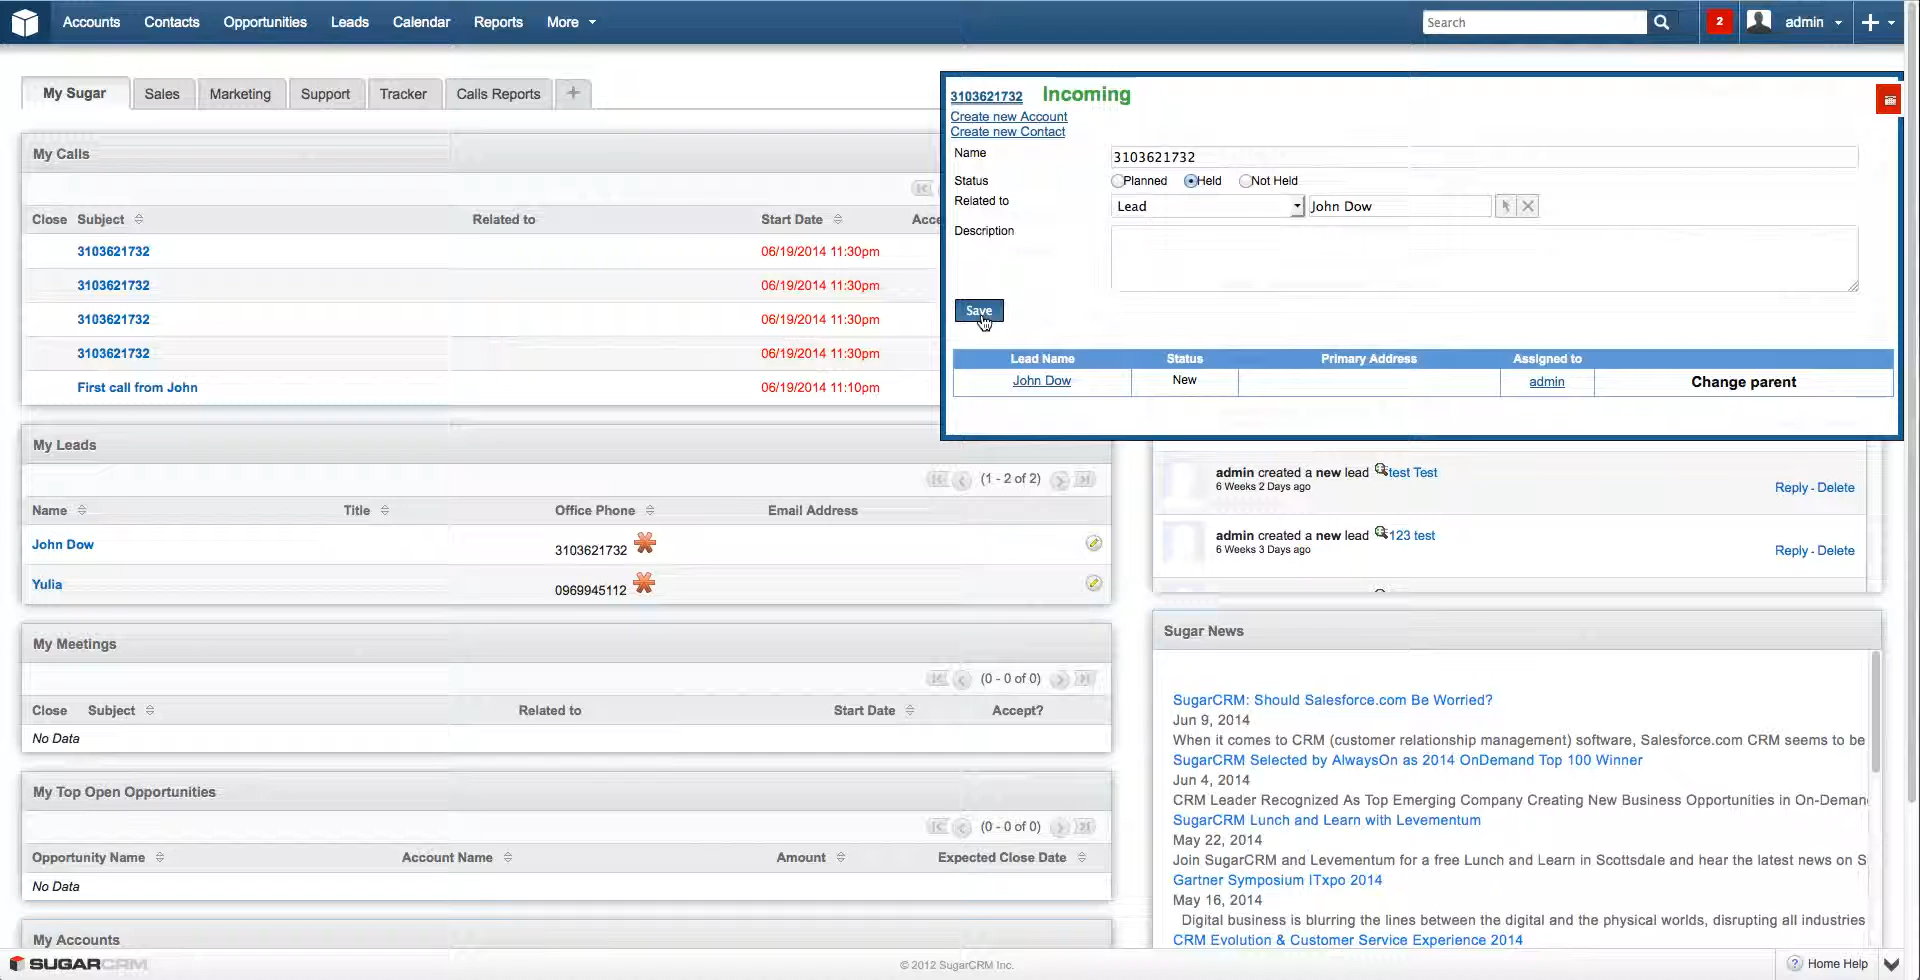 Accounts Contacts Opportunities Leads Calendar Reports More
Search
2
admin
My Sugar Sales Marketing Support Tracker Calls Reports
3103621732 Incoming
Create new Account
Create new Contact
Name 3103621732
Status Planned Held Not Held
Related to Lead John Dow
Description
Save
Lead Name Status Primary Address Assigned to
John Dow New admin Change parent
My Calls
Close Subject Related to Start Date Acce
3103621732 06/19/2014 11:30pm
3103621732 06/19/2014 11:30pm
3103621732 06/19/2014 11:30pm
3103621732 06/19/2014 11:30pm
First call from John 06/19/2014 11:10pm
My Leads
(1 - 2 of 2)
Name Title Office Phone Email Address
John Dow 3103621732
Yulia 0969945112
My Meetings
(0 - 0 of 0)
Close Subject Related to Start Date Accept?
No Data
My Top Open Opportunities
(0 - 0 of 0)
Opportunity Name Account Name Amount Expected Close Date
No Data
My Accounts
admin created a new lead test Test
6 Weeks 2 Days ago
Reply - Delete
admin created a new lead 123 test
6 Weeks 3 Days ago
Reply - Delete
Sugar News
SugarCRM: Should Salesforce.com Be Worried?
Jun 9, 2014
When it comes to CRM (customer relationship management) software, Salesforce.com CRM seems to be
SugarCRM Selected by AlwaysOn as 2014 OnDemand Top 100 Winner
Jun 4, 2014
CRM Leader Recognized As Top Emerging Company Creating New Business Opportunities in On-Deman
SugarCRM Lunch and Learn with Levementum
May 22, 2014
Join SugarCRM and Levementum for a free Lunch and Learn in Scottsdale and hear the latest news on S
Gartner Symposium ITxpo 2014
May 16, 2014
Digital business is blurring the lines between the digital and the physical worlds, disrupting all industries
CRM Evolution & Customer Service Experience 2014
SUGARCRM
© 2012 SugarCRM Inc.
Home Help